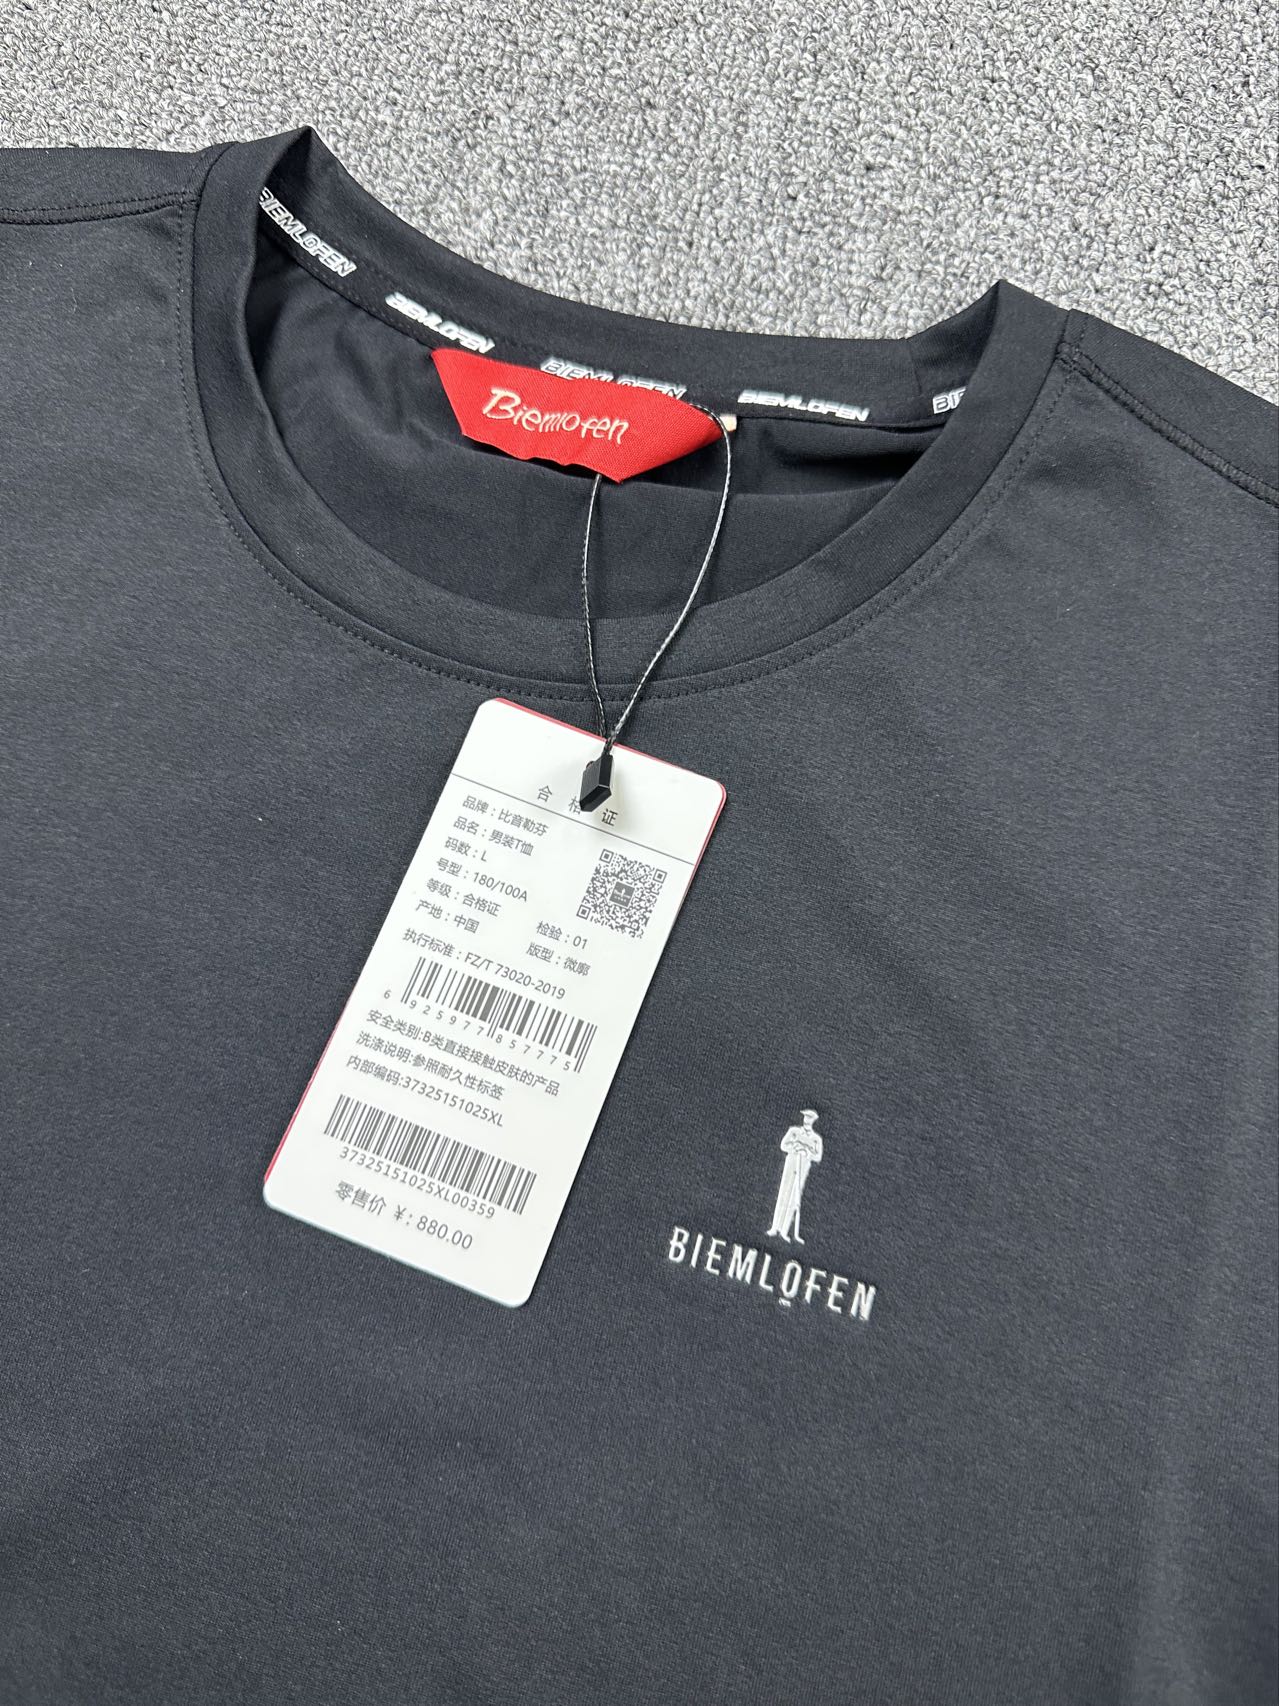 BIEMLOFEN
BIEMLOFEN
BIEMLOFEN
BIEMLOFEN
BI
Biemlofen
合格证
品牌：比音勒芬
品名：男装T恤
码数：L
号型：180/100A
等级：合格证
检验：01
产地：中国
版型：微廓
执行标准：FZ/T 73020-2019
6 925977 857775
安全类别:B类直接接触皮肤的产品
洗涤说明:参照耐久性标签
内部编码:37325151025XL
37325151025XL00359
零售价 ¥:880.00
BIEMLOFEN